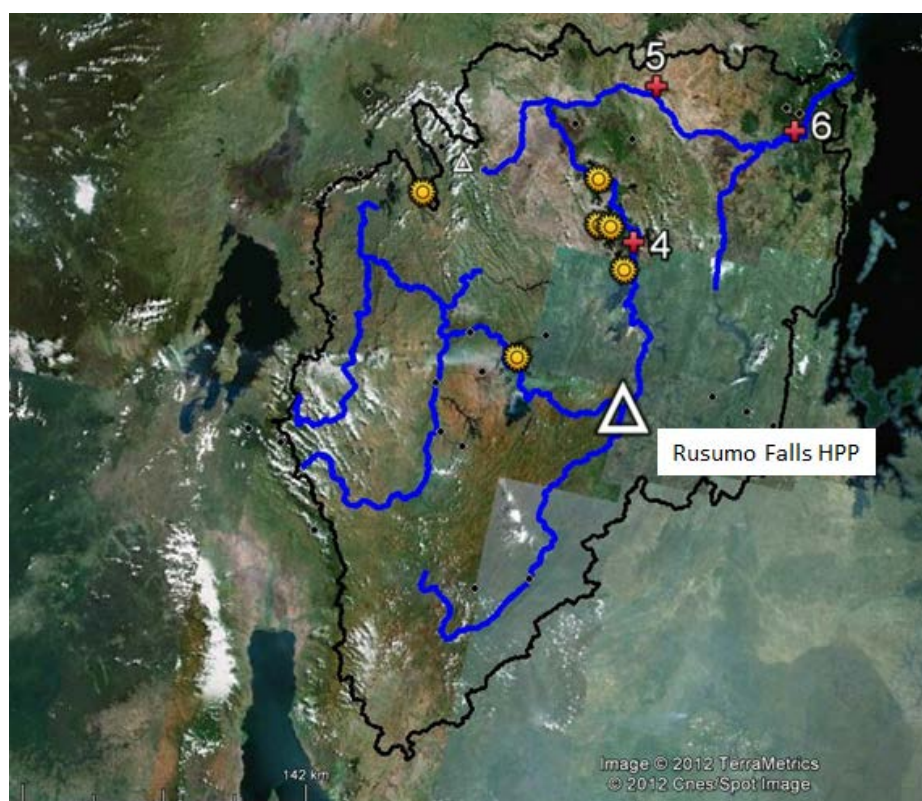 5
6
4
Rusumo Falls HPP
142 km
Image © 2012 TerraMetrics
© 2012 Cnes/Spot Image